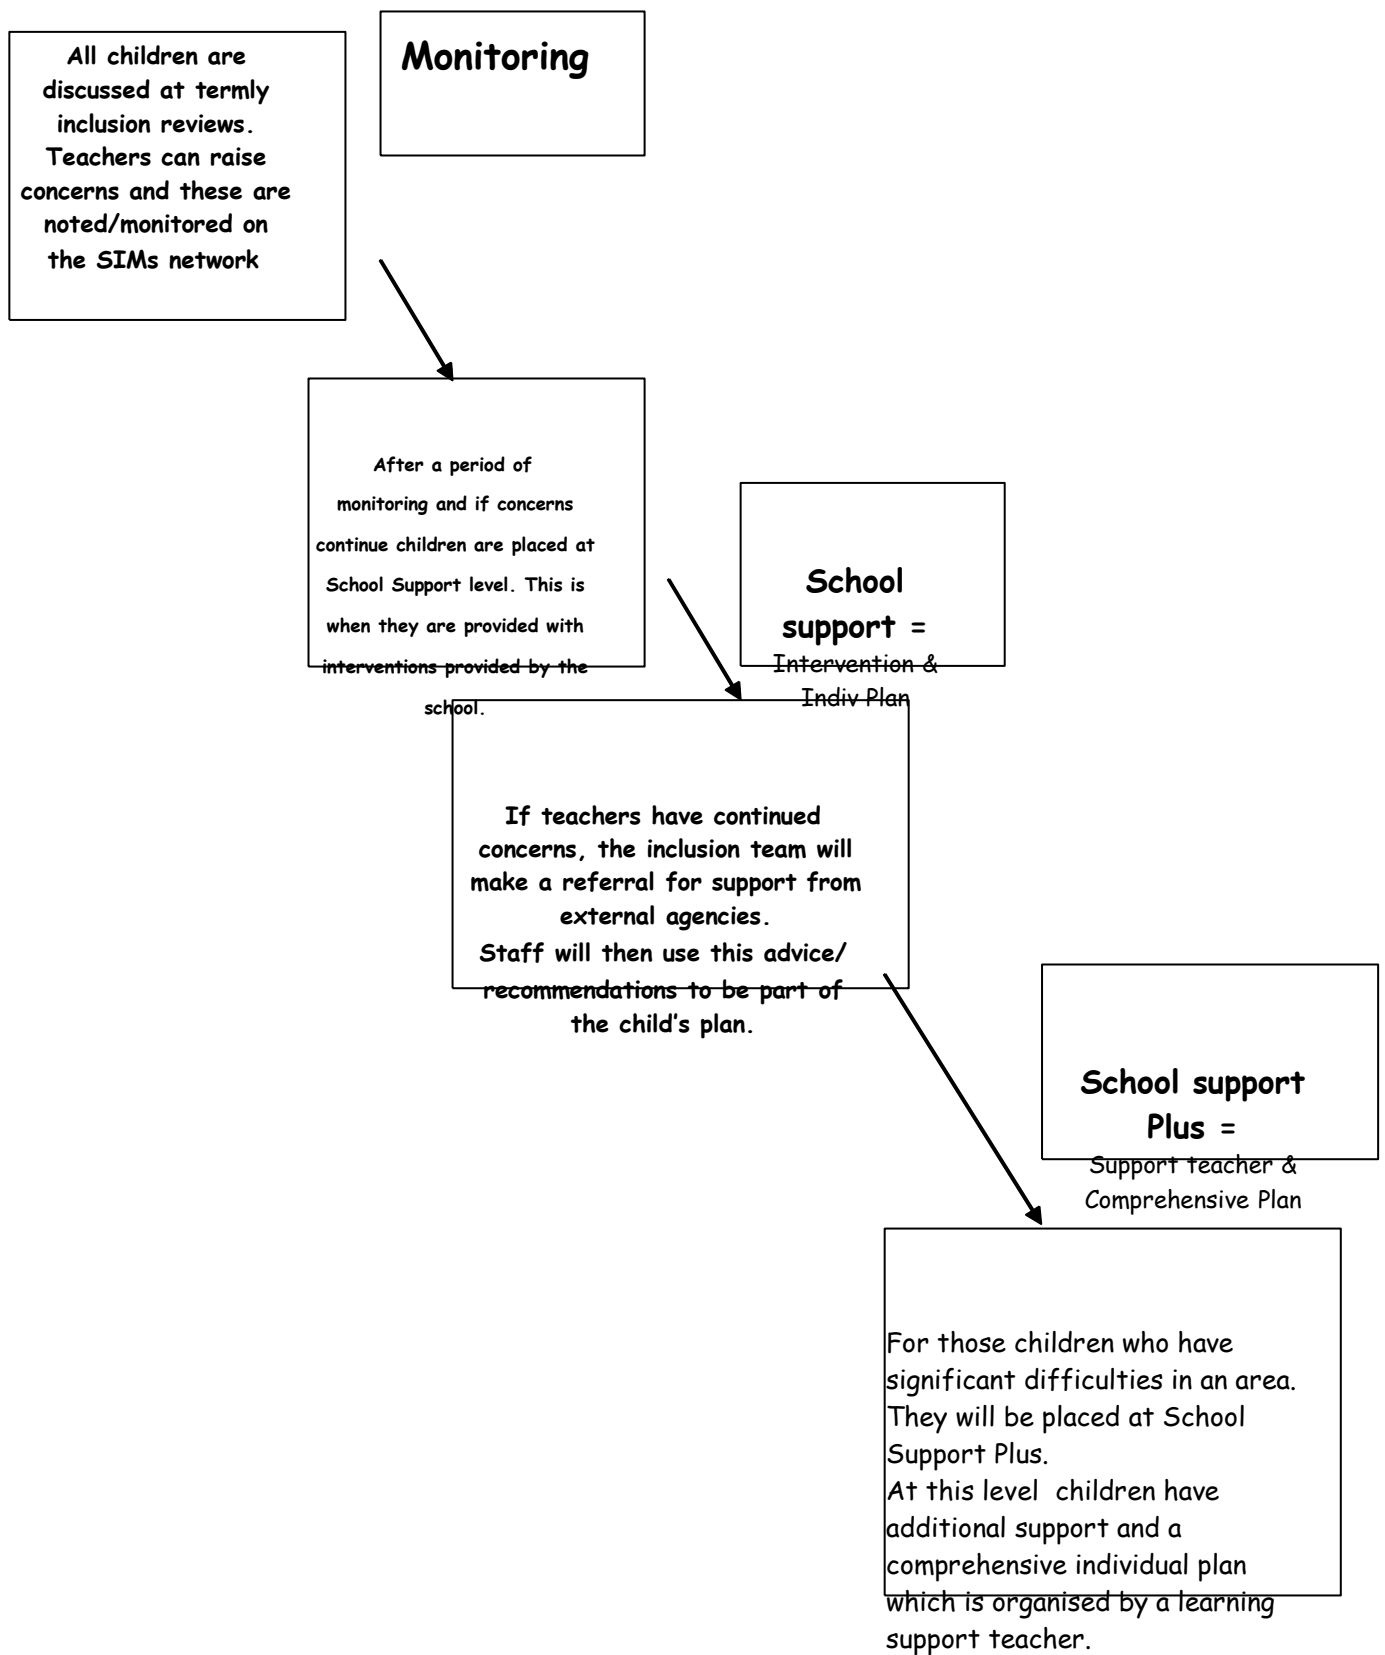 All children are
discussed at termly
inclusion reviews.
Teachers can raise
concerns and these are
noted/monitored on
the SIMs network
Monitoring
After a period of
monitoring and if concerns
continue children are placed at
School Support level. This is
when they are provided with
interventions provided by the
school.
School
support =
Intervention &
Indiv Plan
If teachers have continued
concerns, the inclusion team will
make a referral for support from
external agencies.
Staff will then use this advice/
recommendations to be part of
the child's plan.
School support
Plus =
Support teacher &
Comprehensive Plan
For those children who have
significant difficulties in an area.
They will be placed at School
Support Plus.
At this level  children have
additional support and a
comprehensive individual plan
which is organised by a learning
support teacher.